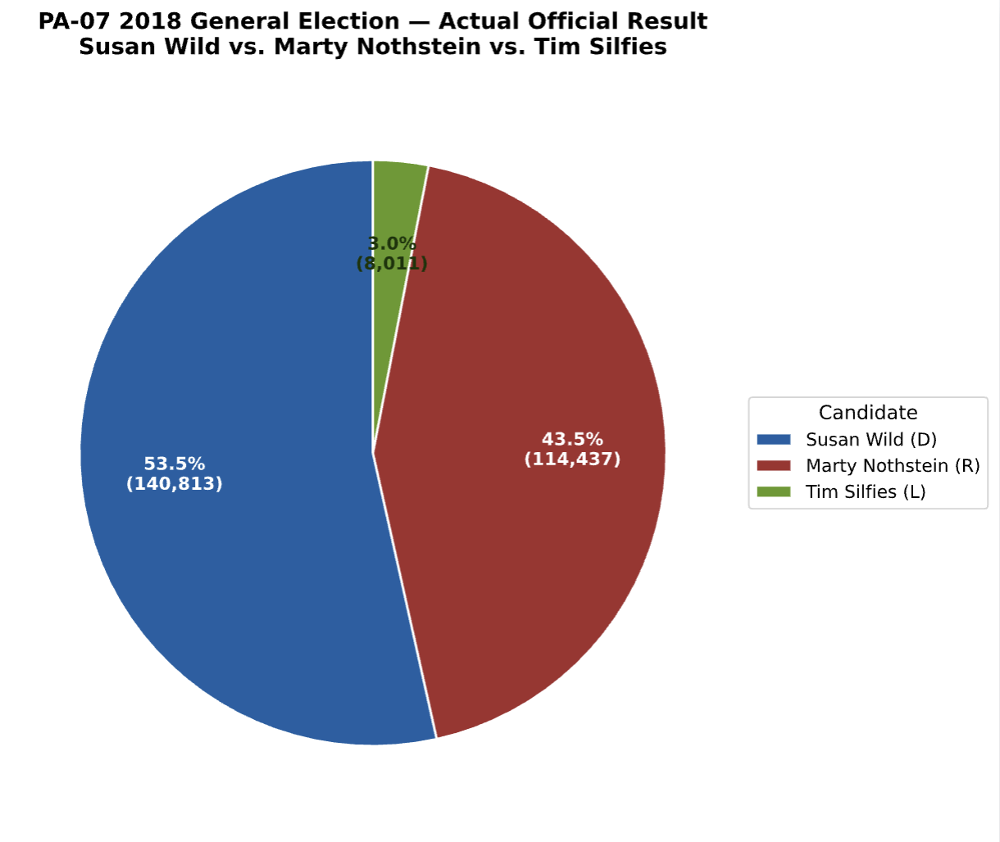 PA-07 2018 General Election — Actual Official Result
Susan Wild vs. Marty Nothstein vs. Tim Silfies
3.0%
(8,011)
43.5%
(114,437)
53.5%
(140,813)
Candidate
Susan Wild (D)
Marty Nothstein (R)
Tim Silfies (L)